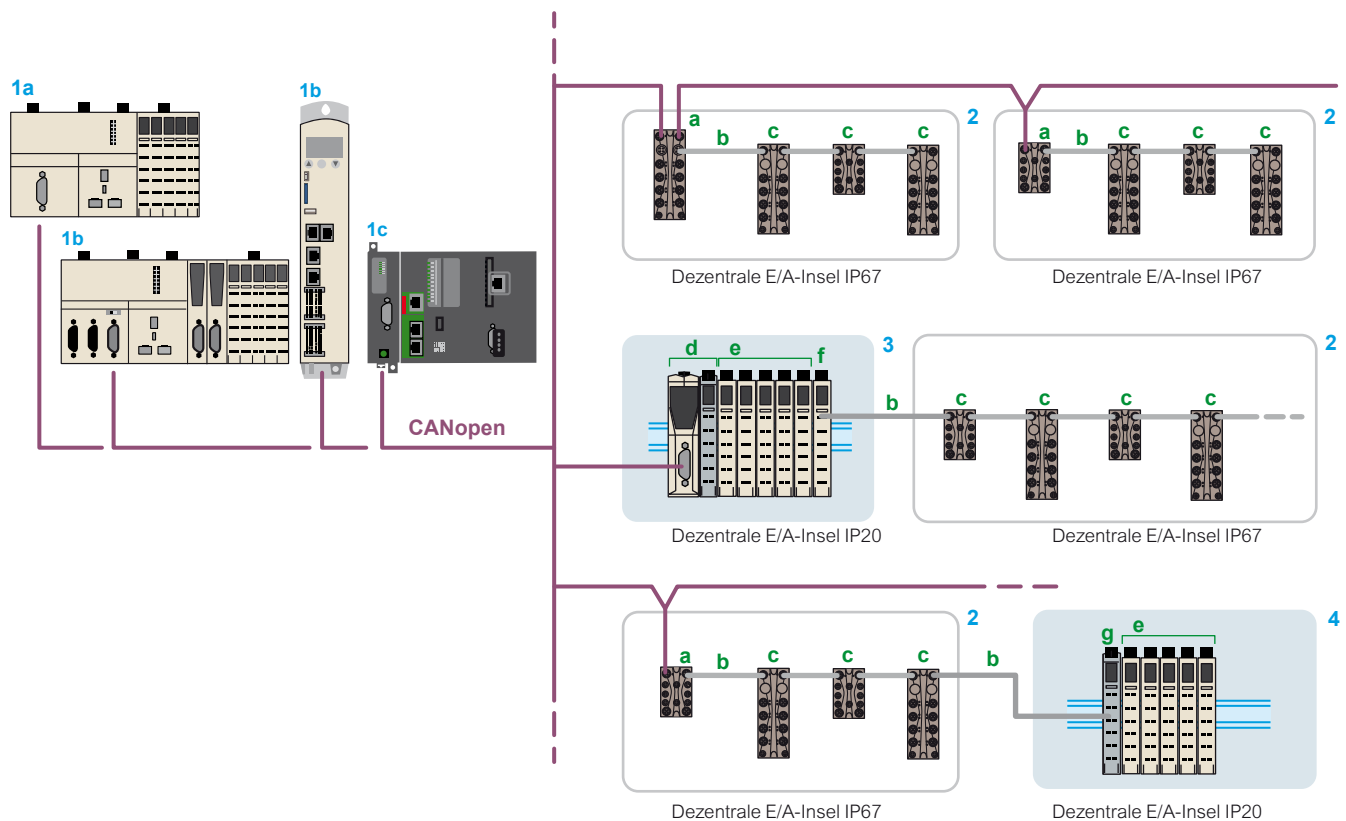 1a
1b
1b
1c
CANopen
a
b
c
c
c
2
a
b
c
c
c
2
Dezentrale E/A-Insel IP67
Dezentrale E/A-Insel IP67
d
e
f
3
b
c
c
c
c
2
Dezentrale E/A-Insel IP20
Dezentrale E/A-Insel IP67
a
b
c
c
c
2
b
g
e
4
Dezentrale E/A-Insel IP67
Dezentrale E/A-Insel IP20